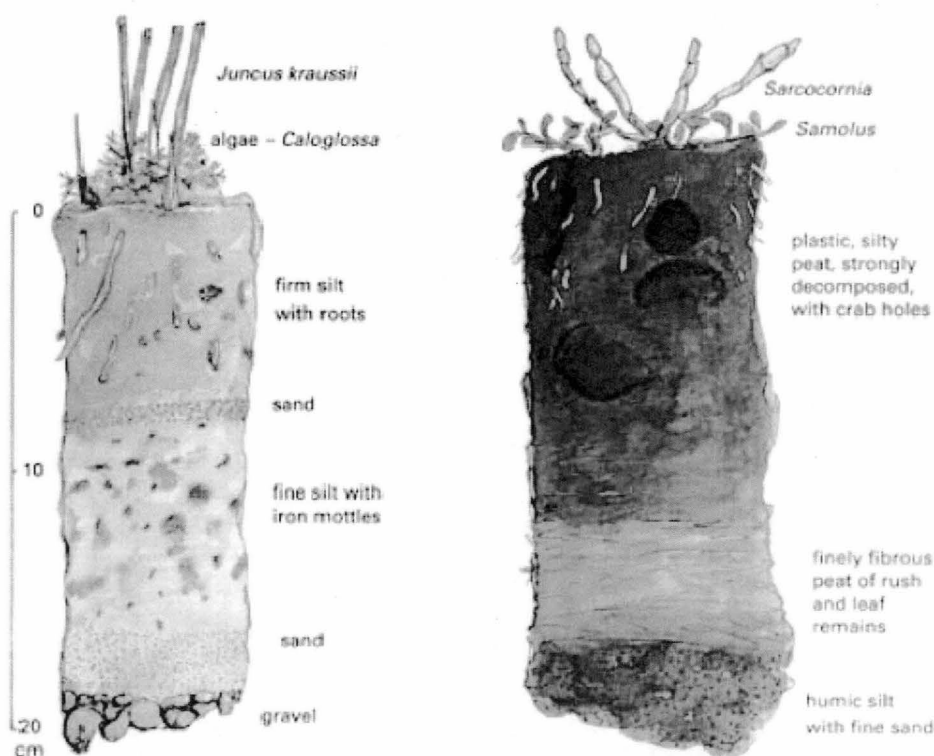 Juncus kraussii
algae – Caloglossa
0
firm silt
with roots
sand
10
fine silt with
iron mottles
sand
gravel
20
cm
Sarcocornia
Samolus
plastic, silty
peat, strongly
decomposed,
with crab holes
finely fibrous
peat of rush
and leaf
remains
humic silt
with fine sand